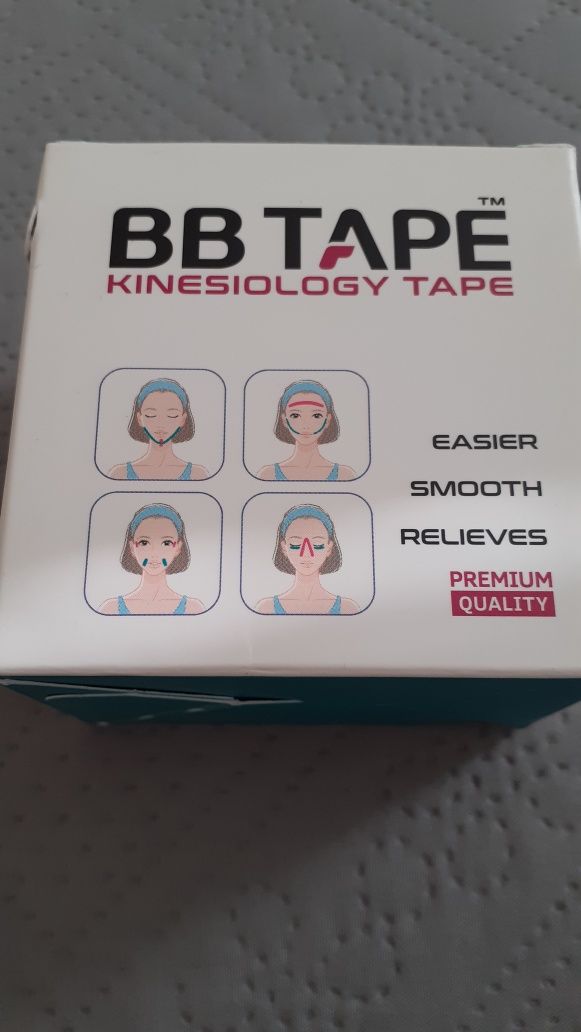 BB TAPE™
KINESIOLOGY TAPE
EASIER
SMOOTH
RELIEVES
PREMIUM
QUALITY